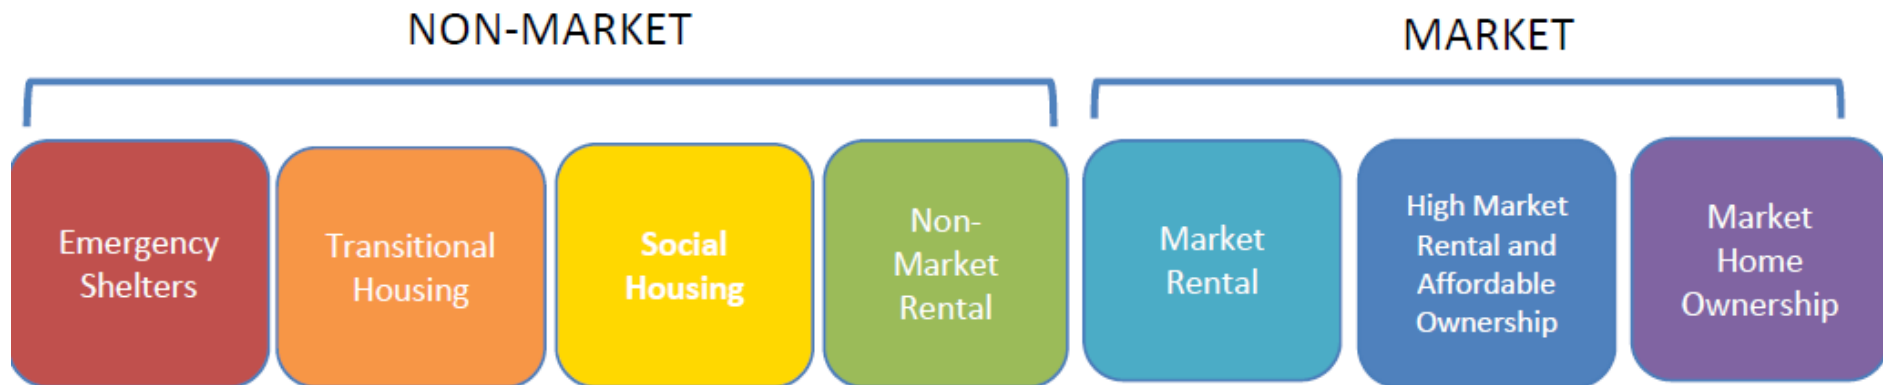 NON-MARKET
MARKET
Emergency
Shelters
Transitional
Housing
Social
Housing
Non-
Market
Rental
Market
Rental
High Market
Rental and
Affordable
Ownership
Market
Home
Ownership